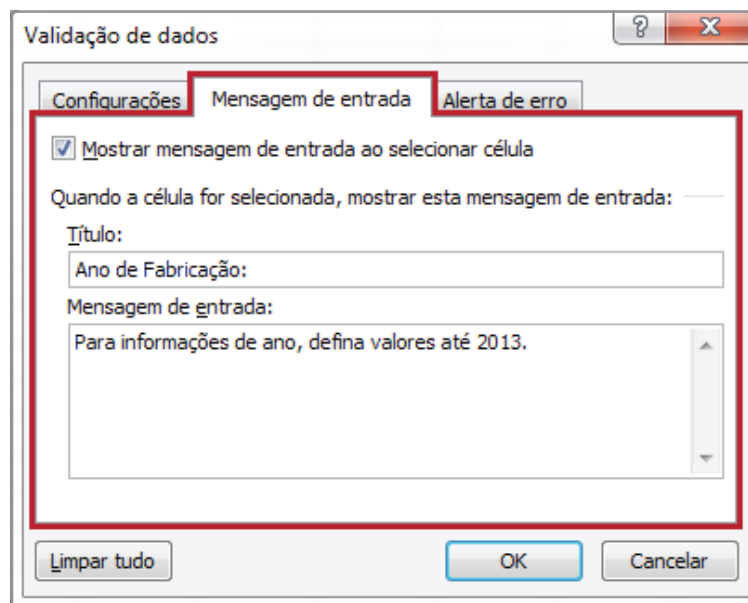 Validação de dados
Configurações Mensagem de entrada Alerta de erro
Mostrar mensagem de entrada ao selecionar célula
Quando a célula for selecionada, mostrar esta mensagem de entrada:
Título:
Ano de Fabricação:
Mensagem de entrada:
Para informações de ano, defina valores até 2013.
Limpar tudo OK Cancelar